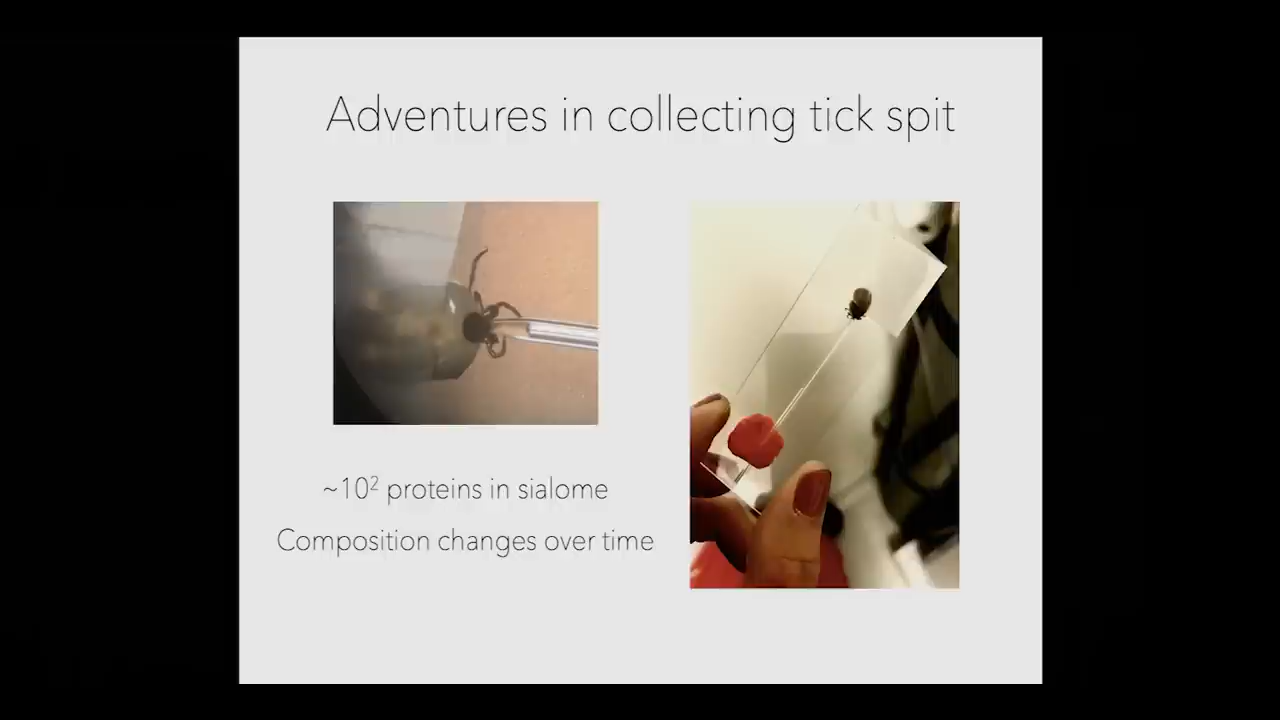 Adventures in collecting tick spit
~10² proteins in sialome
Composition changes over time